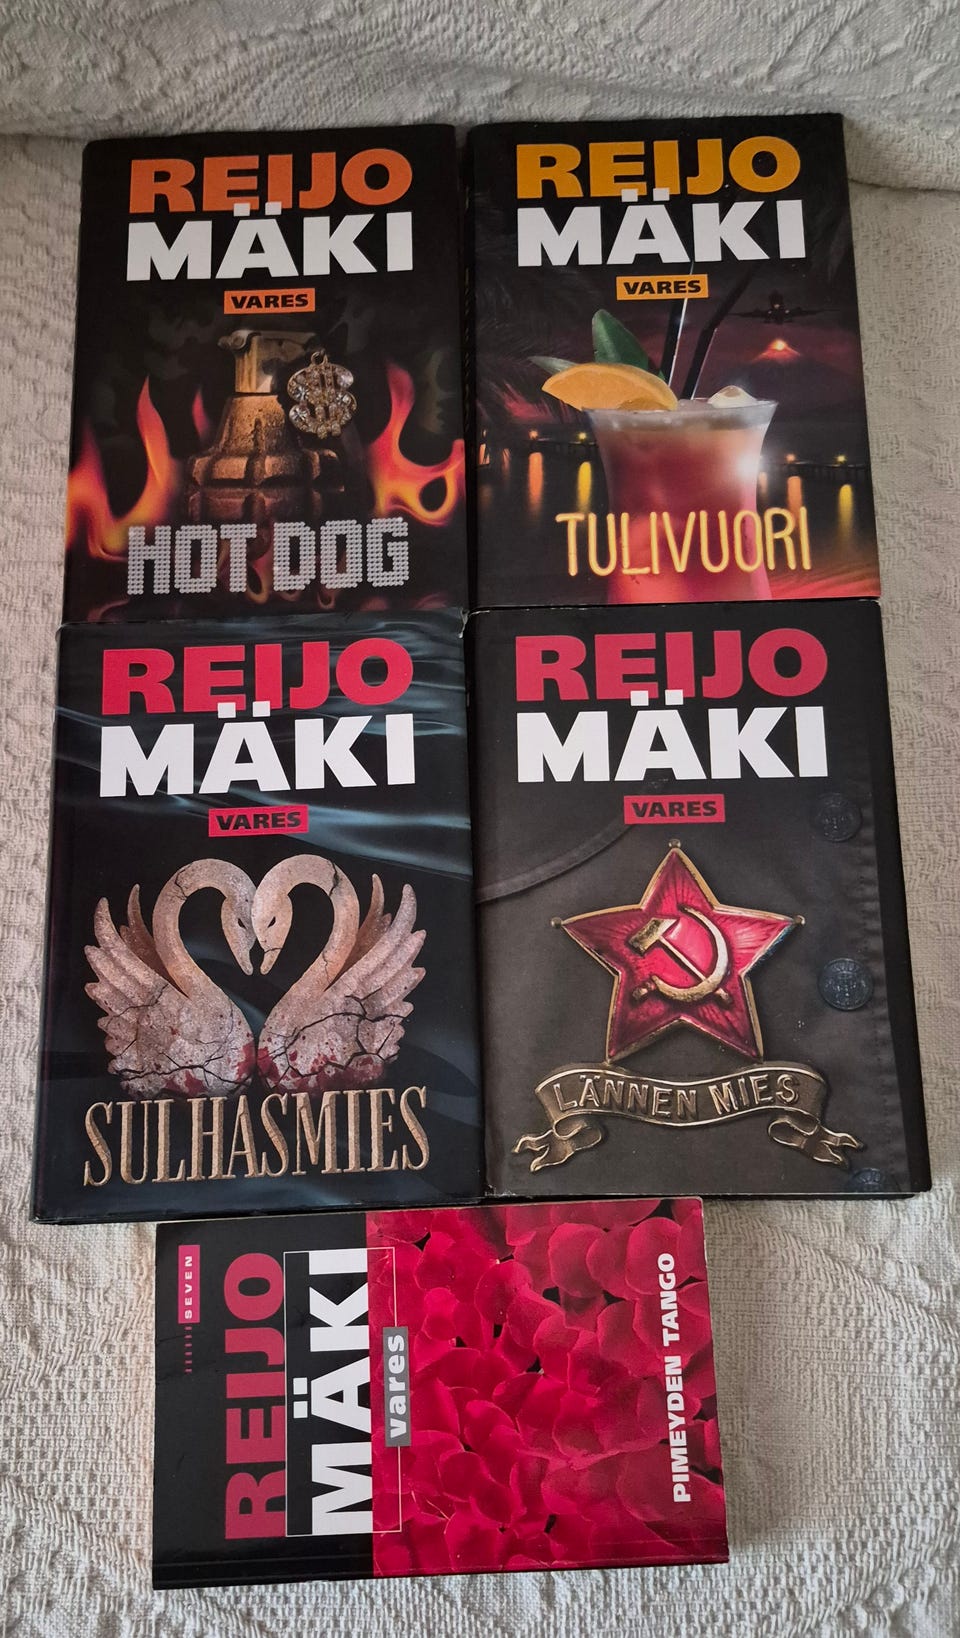 REIJO
MÄKI
VARES
HOT DOG
REIJO
MÄKI
VARES
TULIVUORI
REIJO
MÄKI
VARES
SULHASMIES
REIJO
MÄKI
VARES
LÄNNEN MIES
SEVEN
REIJO
MÄKI
vares
PIMEYDEN TANGO